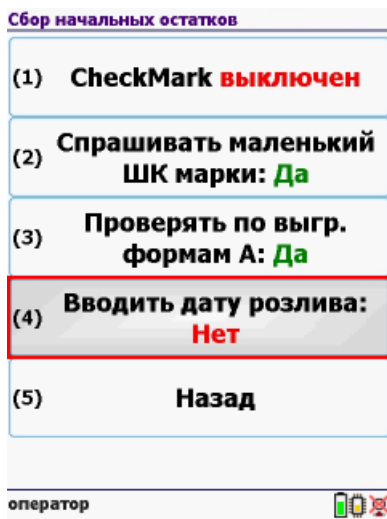 Сбор начальных остатков
(1) CheckMark выключен
(2) Спрашивать маленький
ШК марки: Да
(3) Проверять по выгр.
формам А: Да
(4) Вводить дату розлива:
Нет
(5) Назад
оператор